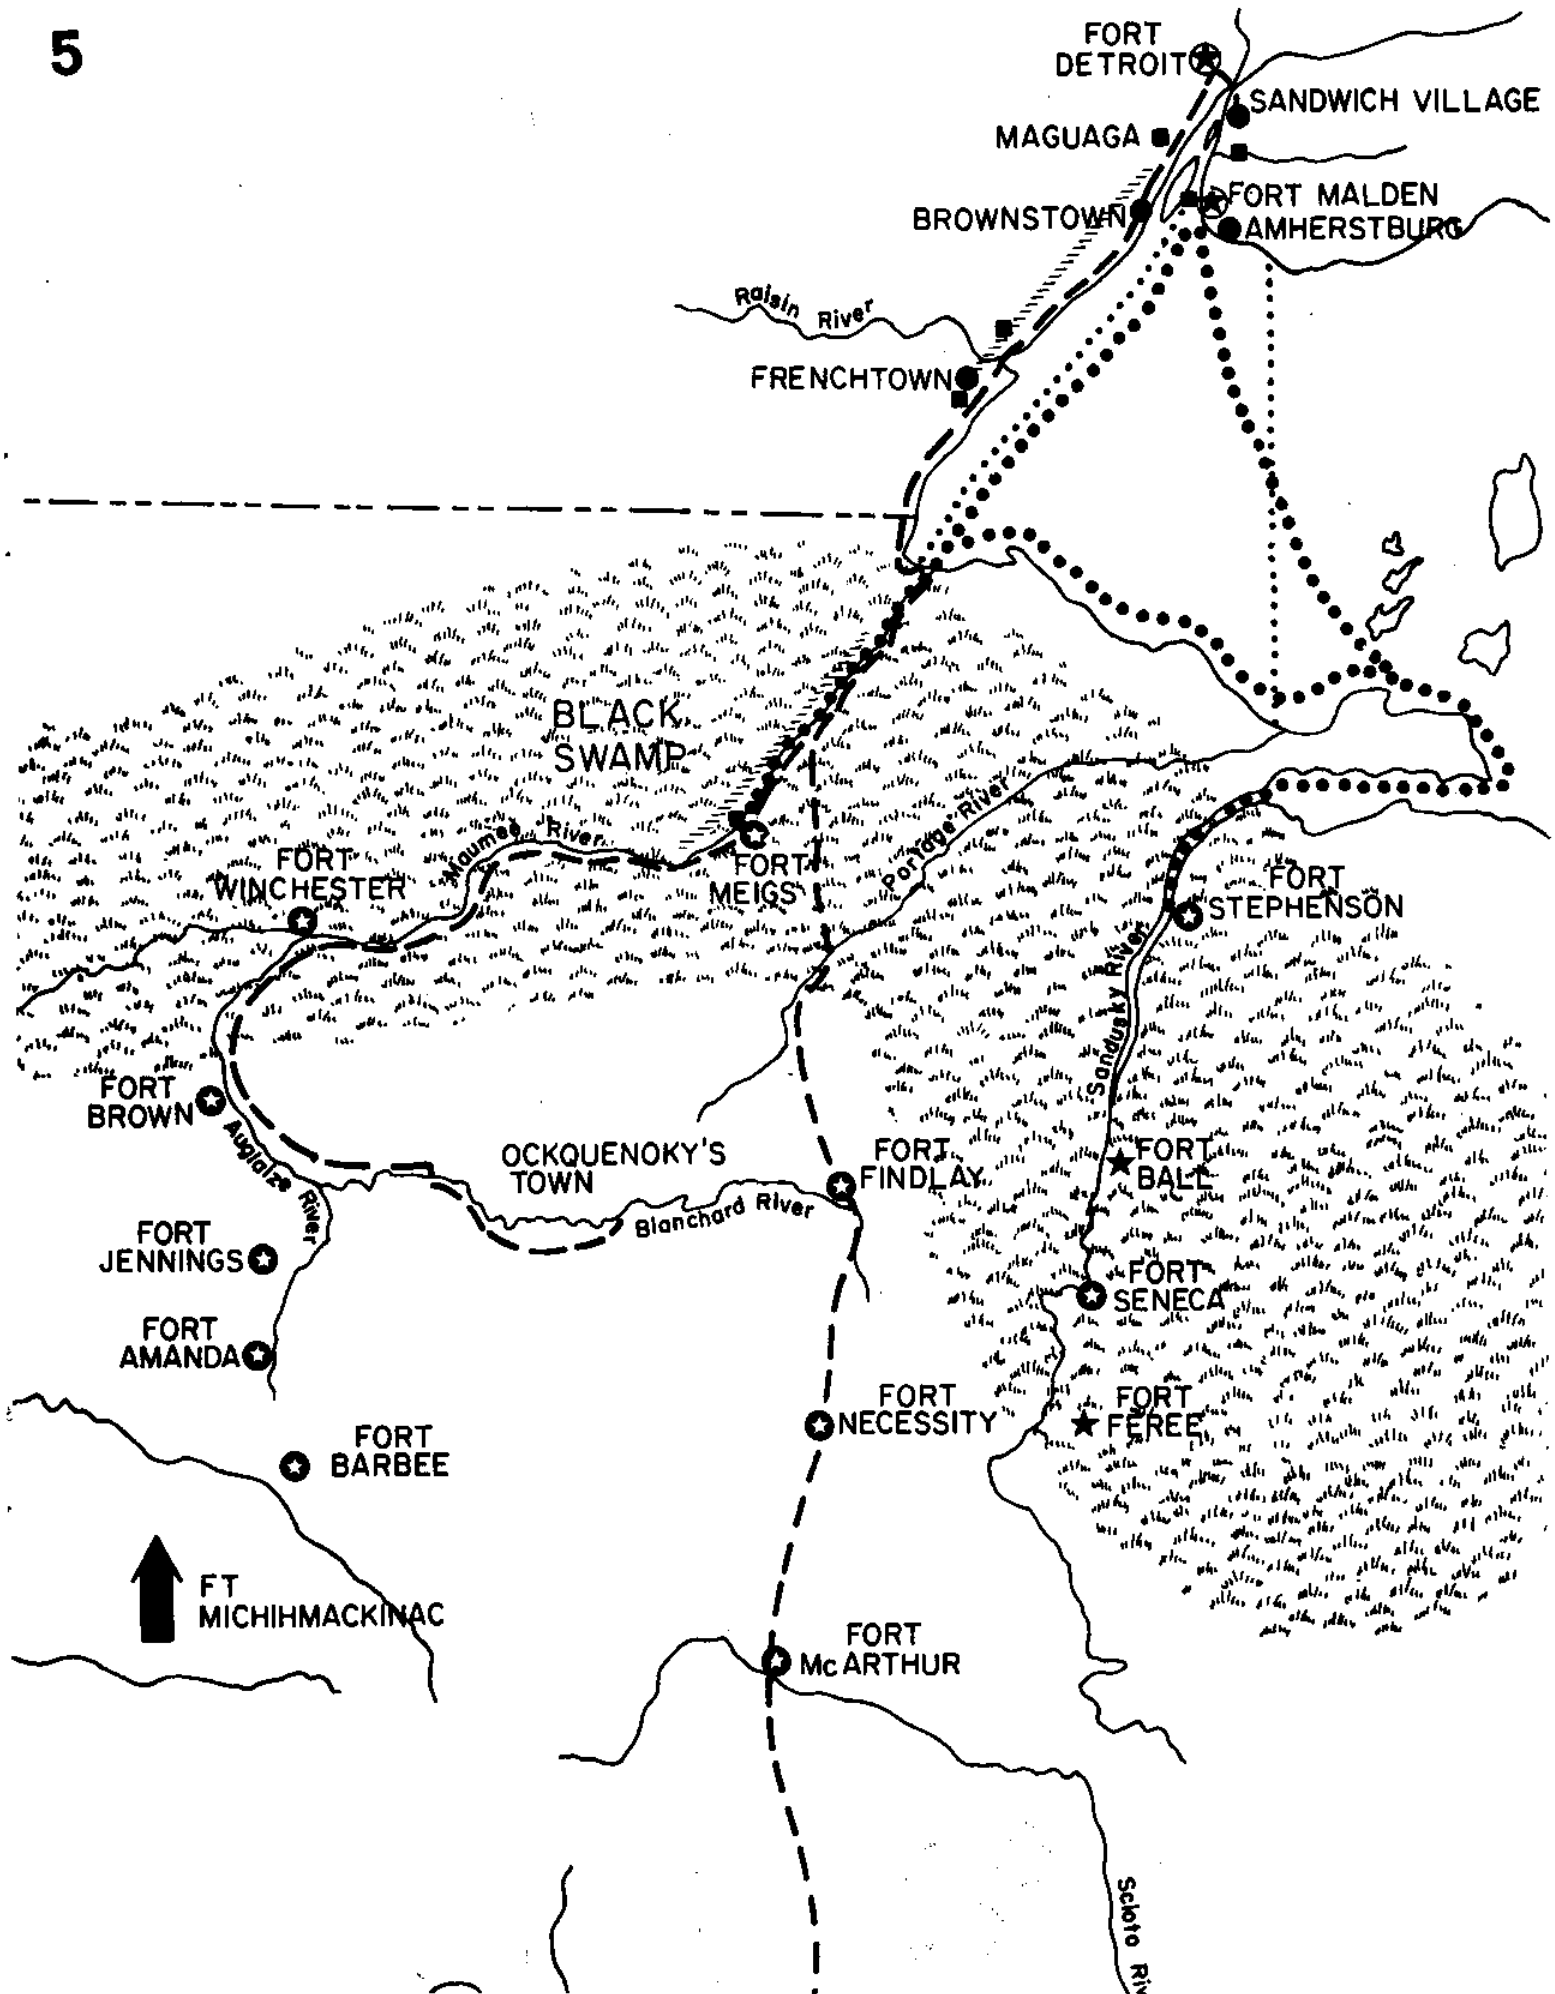 5
FORT
DETROIT
SANDWICH VILLAGE
MAGUAGA
FORT MALDEN
BROWNSTOWN
AMHERSTBURG
Raisin River
FRENCHTOWN
BLACK
SWAMP
Portage River
Maumee River
FORT
WINCHESTER
FORT
MEIGS
FORT
STEPHENSON
Sandusky River
FORT
BROWN
Auglaize River
OCKQUENOKY'S
TOWN
FORT
FINDLAY
FORT
BALL
Blanchard River
FORT
JENNINGS
FORT
SENECA
FORT
AMANDA
FORT
NECESSITY
FORT
FEREE
FORT
BARBEE
FT
MICHIHMACKINAC
FORT
McARTHUR
Scioto Riv